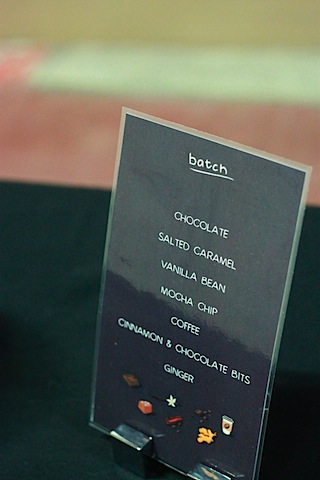 batch
CHOCOLATE
SALTED CARAMEL
VANILLA BEAN
MOCHA CHIP
COFFEE
CINNAMON & CHOCOLATE BITS
GINGER